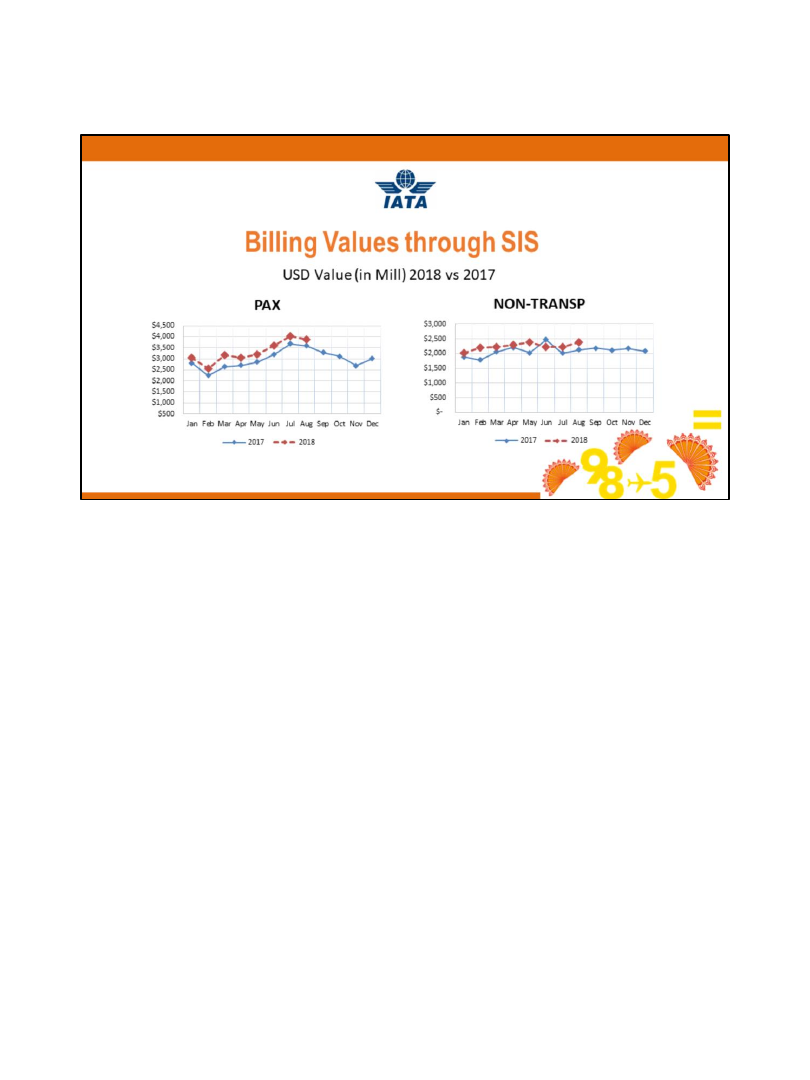 IATA
Billing Values through SIS
USD Value (in Mill) 2018 vs 2017
PAX
$4,500
$4,000
$3,500
$3,000
$2,500
$2,000
$1,500
$1,000
$500
Jan Feb Mar Apr May Jun Jul Aug Sep Oct Nov Dec
2017 2018
NON-TRANSP
$3,000
$2,500
$2,000
$1,500
$1,000
$500
$-
Jan Feb Mar Apr May Jun Jul Aug Sep Oct Nov Dec
2017 2018
=
98 5